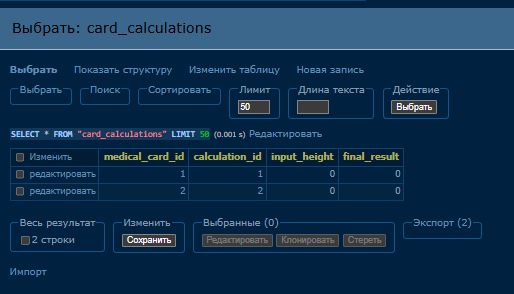 Выбрать: card_calculations
Выбрать Показать структуру Изменить таблицу Новая запись
Выбрать Поиск Сортировать Лимит Длина текста Действие
50 Выбрать
SELECT * FROM "card_calculations" LIMIT 50 (0.001 s) Редактировать
Изменить medical_card_id calculation_id input_height final_result
редактировать 1 1 0 0
редактировать 2 2 0 0
Весь результат Изменить Выбранные (0) Экспорт (2)
2 строки Сохранить Редактировать Клонировать Стереть
Импорт